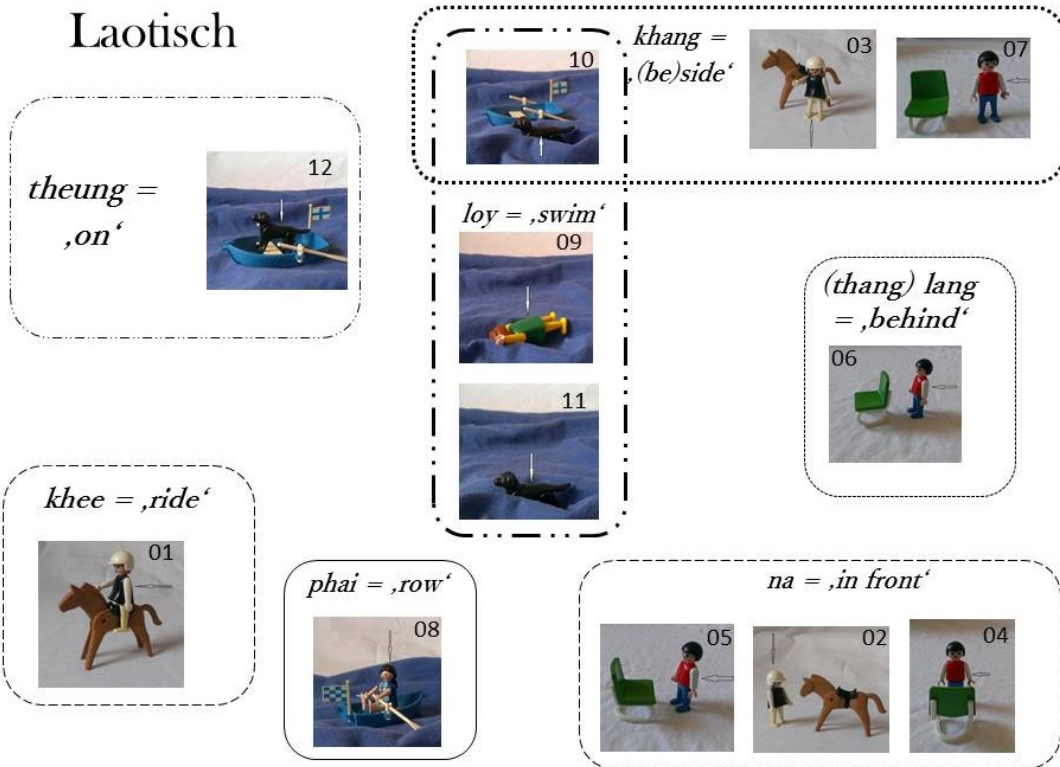 Laotisch
khang =
‚(be)side‘
10
03
07
theung =
‚on‘
12
loy = ‚swim‘
09
11
(thang) lang
= ‚behind‘
06
khee = ‚ride‘
01
phai = ‚row‘
08
na = ‚in front‘
05
02
04